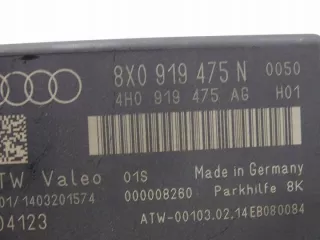 8X0 919 475 N 0050
4H0 919 475 AG H01
TW Valeo 01S Made in Germany
01/1403201574 000008260 Parkhilfe 8K
04123 ATW-00103.02.14EB080084